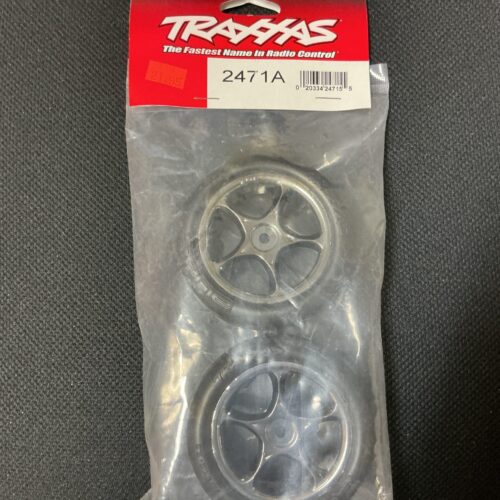 TRAXXAS
The Fastest Name in Radio Control
2471A
0 20334 24715 5